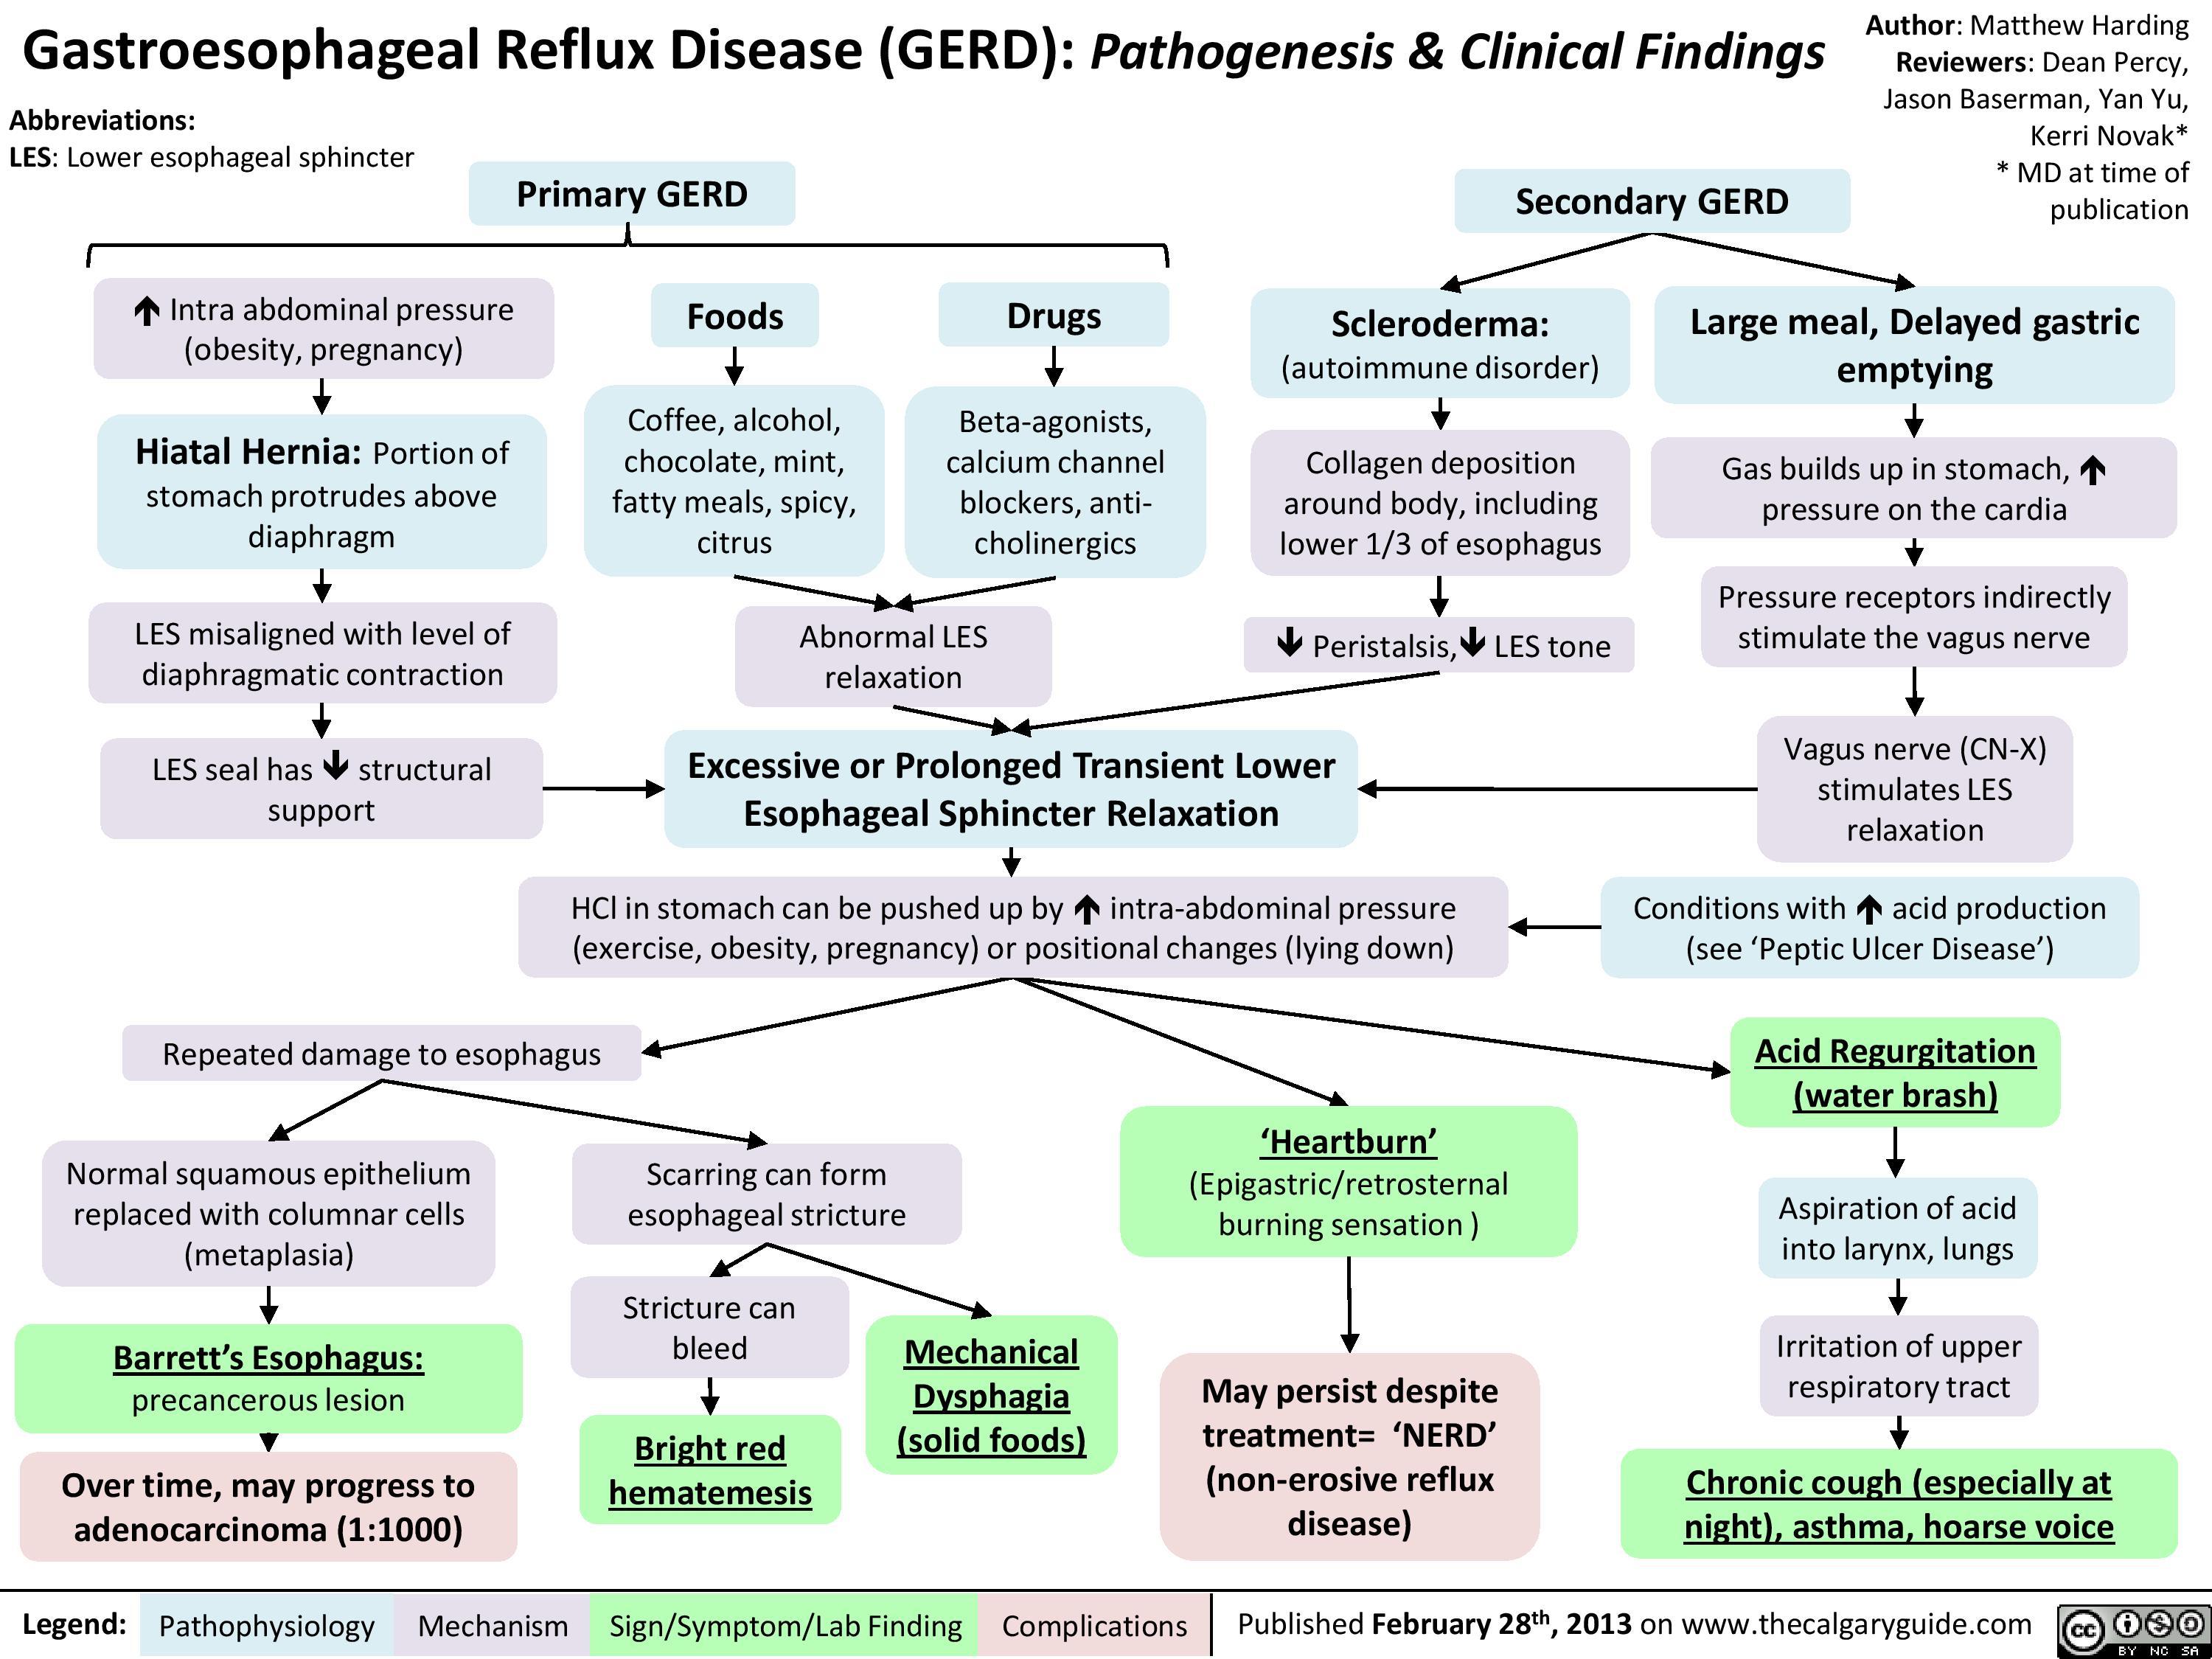 Gastroesophageal Reflux Disease (GERD): Pathogenesis & Clinical Findings
Author: Matthew Harding
Reviewers: Dean Percy,
Jason Baserman, Yan Yu,
Kerri Novak*
* MD at time of
publication
Abbreviations:
LES: Lower esophageal sphincter
Primary GERD
Secondary GERD
🡹 Intra abdominal pressure
(obesity, pregnancy)
Hiatal Hernia: Portion of
stomach protrudes above
diaphragm
LES misaligned with level of
diaphragmatic contraction
LES seal has 🡻 structural
support
Foods
Coffee, alcohol,
chocolate, mint,
fatty meals, spicy,
citrus
Drugs
Beta-agonists,
calcium channel
blockers, anti-
cholinergics
Abnormal LES
relaxation
Scleroderma:
(autoimmune disorder)
Collagen deposition
around body, including
lower 1/3 of esophagus
🡻 Peristalsis,🡻 LES tone
Large meal, Delayed gastric
emptying
Gas builds up in stomach, 🡹
pressure on the cardia
Pressure receptors indirectly
stimulate the vagus nerve
Vagus nerve (CN-X)
stimulates LES
relaxation
Excessive or Prolonged Transient Lower
Esophageal Sphincter Relaxation
HCl in stomach can be pushed up by 🡹 intra-abdominal pressure
(exercise, obesity, pregnancy) or positional changes (lying down)
Conditions with 🡹 acid production
(see ‘Peptic Ulcer Disease’)
Repeated damage to esophagus
Normal squamous epithelium
replaced with columnar cells
(metaplasia)
Barrett’s Esophagus:
precancerous lesion
Over time, may progress to
adenocarcinoma (1:1000)
Scarring can form
esophageal stricture
Stricture can
bleed
Bright red
hematemesis
Mechanical
Dysphagia
(solid foods)
‘Heartburn’
(Epigastric/retrosternal
burning sensation )
May persist despite
treatment= ‘NERD’
(non-erosive reflux
disease)
Acid Regurgitation
(water brash)
Aspiration of acid
into larynx, lungs
Irritation of upper
respiratory tract
Chronic cough (especially at
night), asthma, hoarse voice
Legend: Pathophysiology Mechanism Sign/Symptom/Lab Finding Complications
Published February 28th, 2013 on www.thecalgaryguide.com
cc BY NC SA